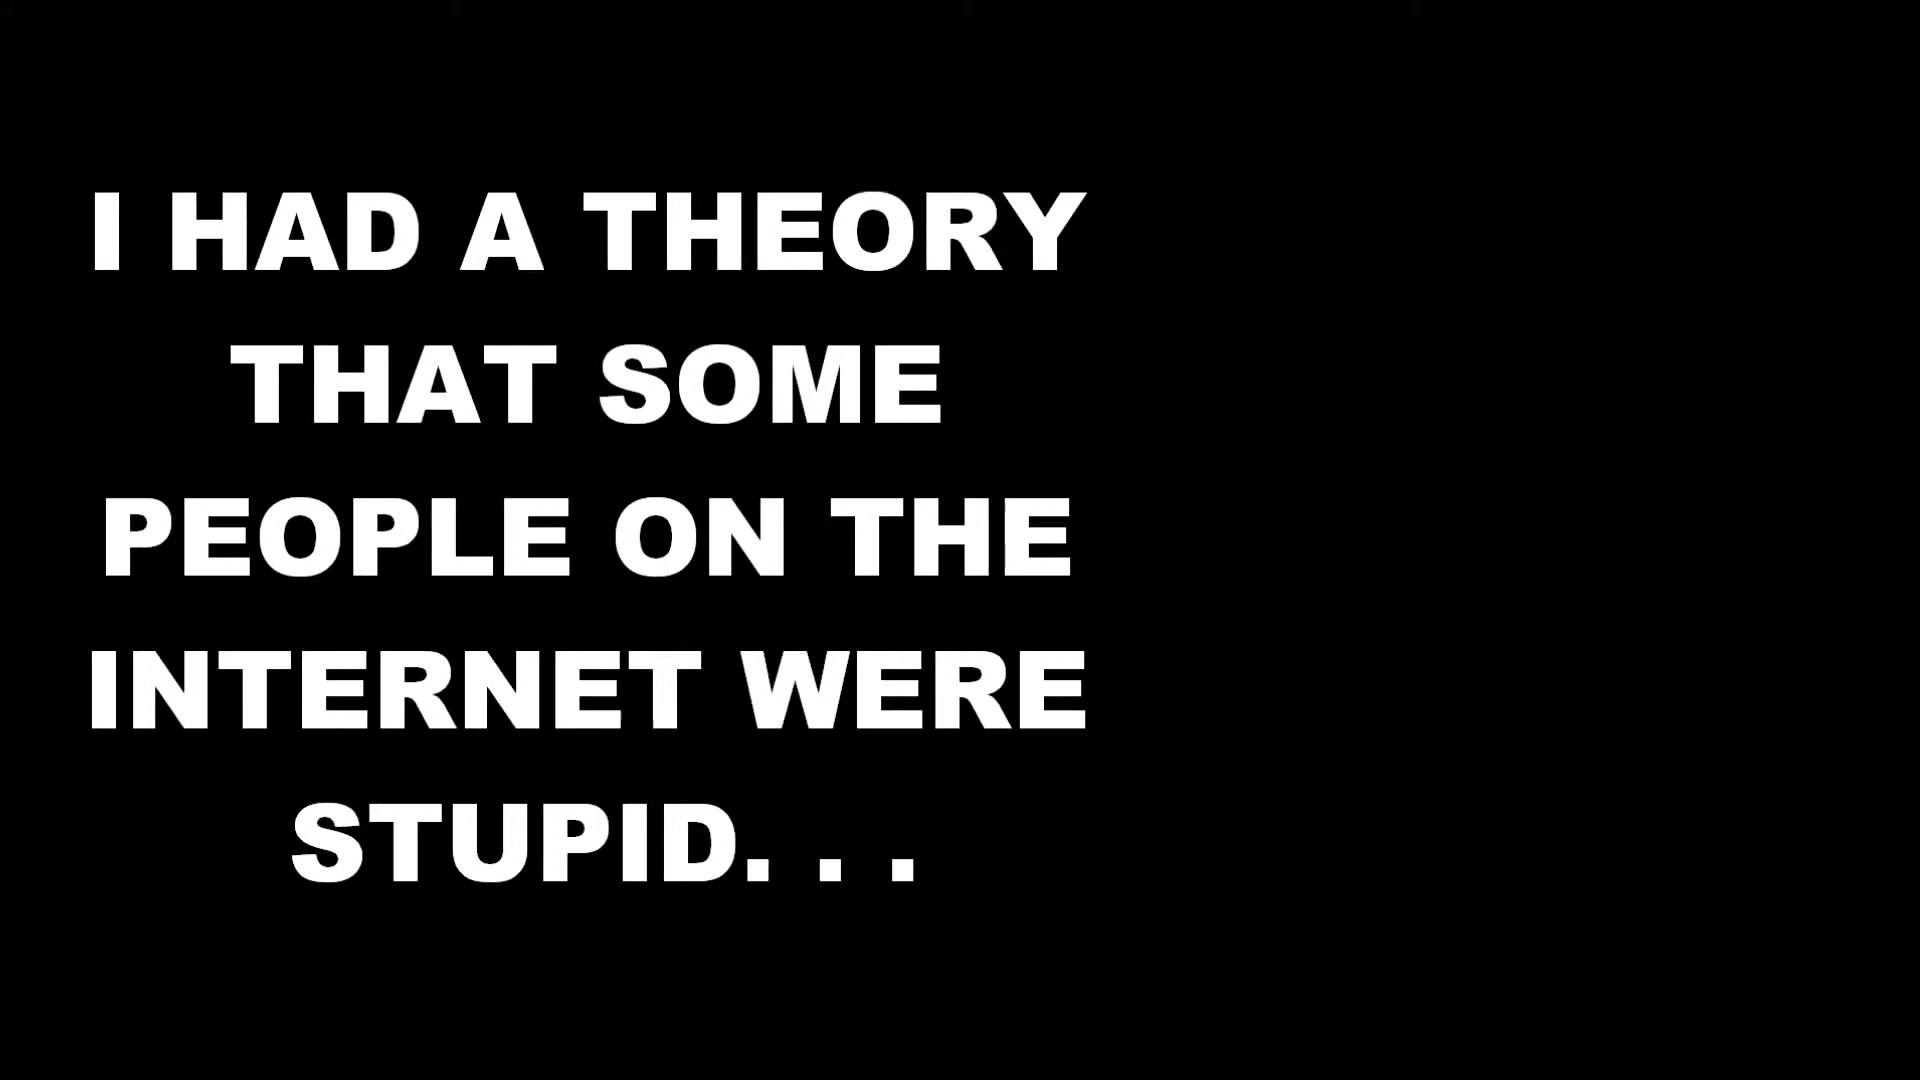 I HAD A THEORY
THAT SOME
PEOPLE ON THE
INTERNET WERE
STUPID. . .